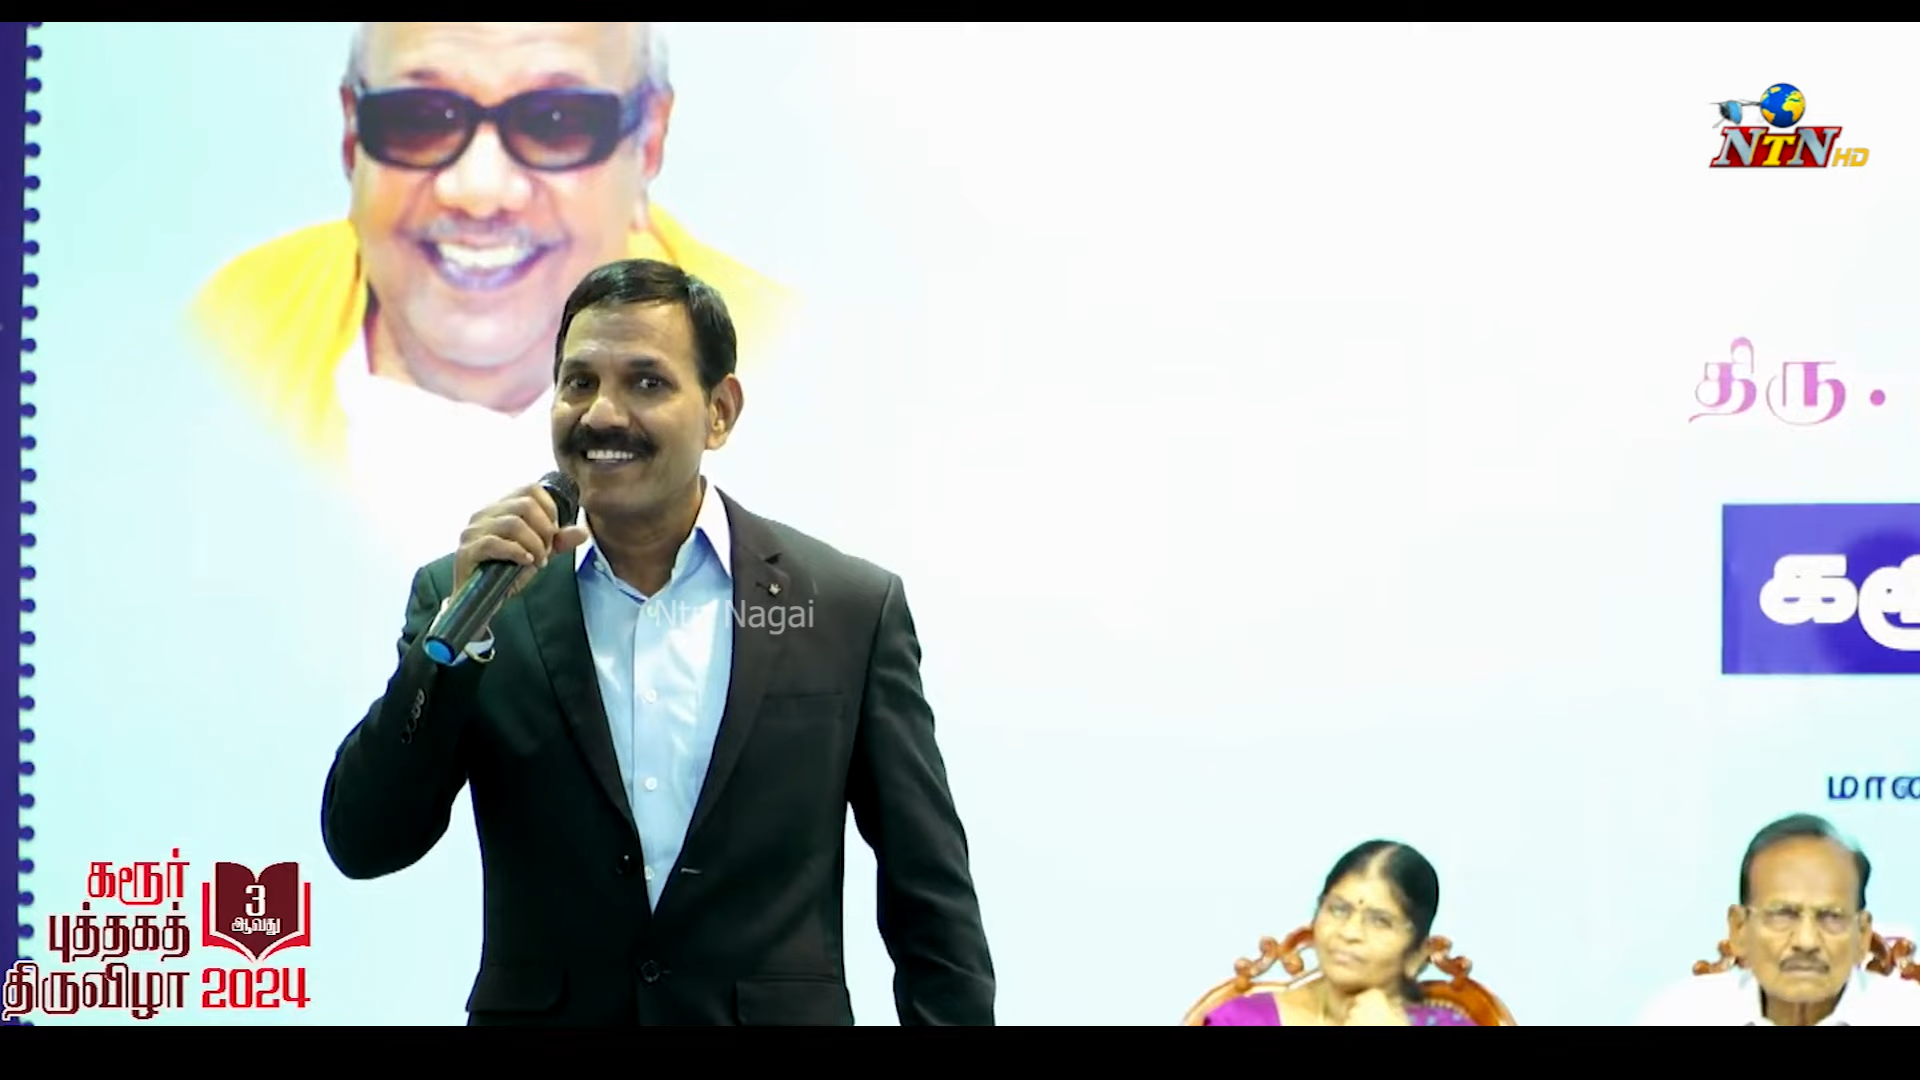 NTN HD
திரு.
Ntn Nagai
கரூர்
புத்தகத்
திருவிழா
3
ஆவது
2024